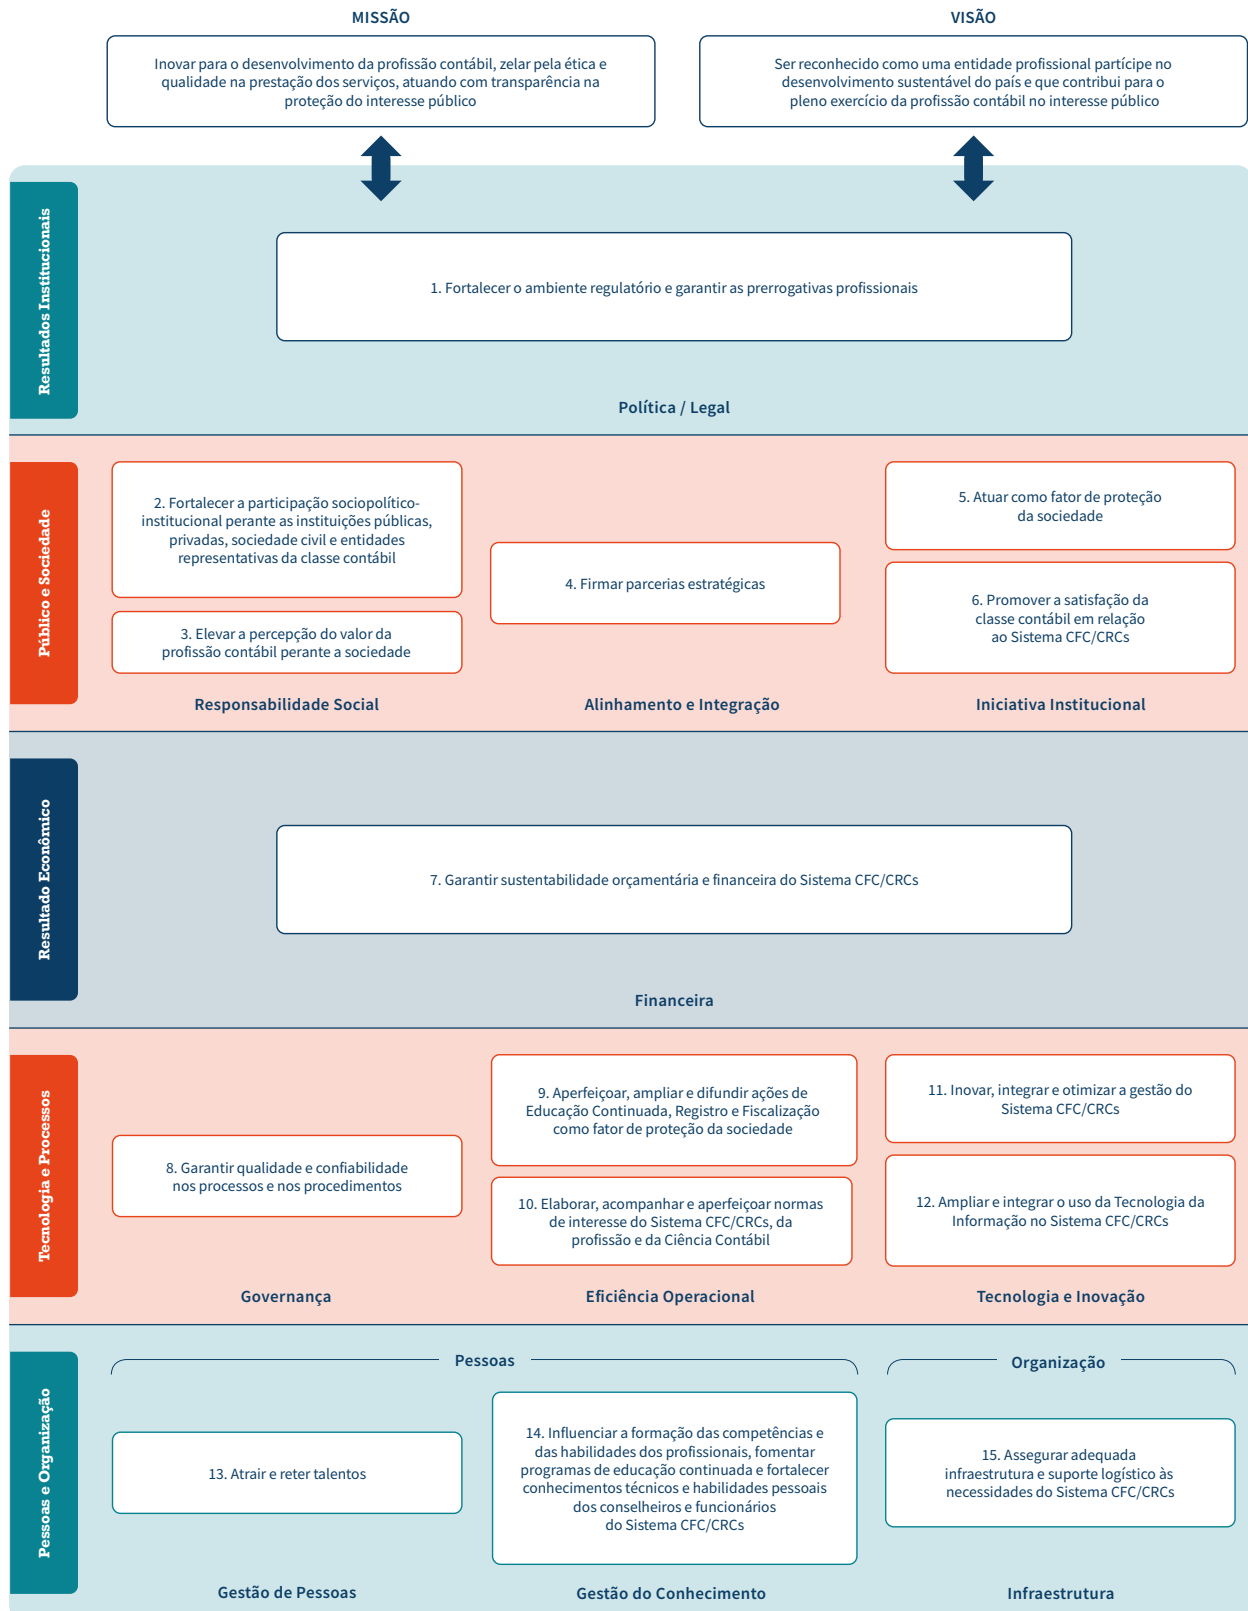 MISSÃO
Inovar para o desenvolvimento da profissão contábil, zelar pela ética e
qualidade na prestação dos serviços, atuando com transparência na
proteção do interesse público
VISÃO
Ser reconhecido como uma entidade profissional partícipe no
desenvolvimento sustentável do país e que contribui para o
pleno exercício da profissão contábil no interesse público
Resultados Institucionais
1. Fortalecer o ambiente regulatório e garantir as prerrogativas profissionais
Política / Legal
Público e Sociedade
2. Fortalecer a participação sociopolítico-
institucional perante as instituições públicas,
privadas, sociedade civil e entidades
representativas da classe contábil
3. Elevar a percepção do valor da
profissão contábil perante a sociedade
Responsabilidade Social
4. Firmar parcerias estratégicas
Alinhamento e Integração
5. Atuar como fator de proteção
da sociedade
6. Promover a satisfação da
classe contábil em relação
ao Sistema CFC/CRCs
Iniciativa Institucional
Resultado Econômico
7. Garantir sustentabilidade orçamentária e financeira do Sistema CFC/CRCs
Financeira
Tecnologia e Processos
8. Garantir qualidade e confiabilidade
nos processos e nos procedimentos
Governança
9. Aperfeiçoar, ampliar e difundir ações de
Educação Continuada, Registro e Fiscalização
como fator de proteção da sociedade
10. Elaborar, acompanhar e aperfeiçoar normas
de interesse do Sistema CFC/CRCs, da
profissão e da Ciência Contábil
Eficiência Operacional
11. Inovar, integrar e otimizar a gestão do
Sistema CFC/CRCs
12. Ampliar e integrar o uso da Tecnologia da
Informação no Sistema CFC/CRCs
Tecnologia e Inovação
Pessoas e Organização
Pessoas
13. Atrair e reter talentos
Gestão de Pessoas
14. Influenciar a formação das competências e
das habilidades dos profissionais, fomentar
programas de educação continuada e fortalecer
conhecimentos técnicos e habilidades pessoais
dos conselheiros e funcionários
do Sistema CFC/CRCs
Gestão do Conhecimento
Organização
15. Assegurar adequada
infraestrutura e suporte logístico às
necessidades do Sistema CFC/CRCs
Infraestrutura